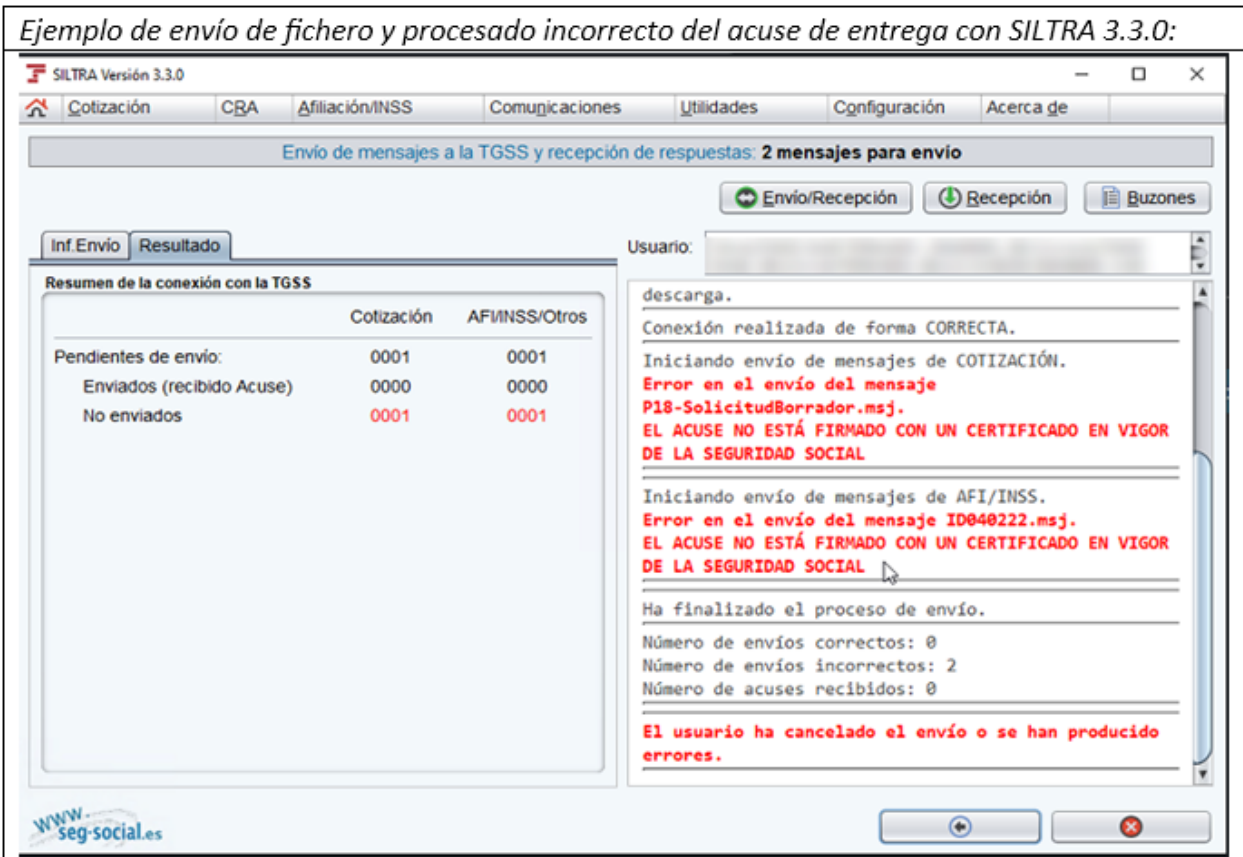 Ejemplo de envío de fichero y procesado incorrecto del acuse de entrega con SILTRA 3.3.0:
SILTRA Versión 3.3.0
Cotización CRA Afiliación/INSS Comunicaciones Utilidades Configuración Acerca de
Envío de mensajes a la TGSS y recepción de respuestas: 2 mensajes para envío
Envío/Recepción Recepción Buzones
Inf.Envío Resultado
Usuario:
Resumen de la conexión con la TGSS
Cotización AFI/INSS/Otros
Pendientes de envío: 0001 0001
Enviados (recibido Acuse) 0000 0000
No enviados 0001 0001
descarga.
Conexión realizada de forma CORRECTA.
Iniciando envío de mensajes de COTIZACIÓN.
Error en el envío del mensaje
P18-SolicitudBorrador.msj.
EL ACUSE NO ESTÁ FIRMADO CON UN CERTIFICADO EN VIGOR
DE LA SEGURIDAD SOCIAL
Iniciando envío de mensajes de AFI/INSS.
Error en el envío del mensaje ID040222.msj.
EL ACUSE NO ESTÁ FIRMADO CON UN CERTIFICADO EN VIGOR
DE LA SEGURIDAD SOCIAL
Ha finalizado el proceso de envío.
Número de envíos correctos: 0
Número de envíos incorrectos: 2
Número de acuses recibidos: 0
El usuario ha cancelado el envío o se han producido
errores.
www.
seg-social.es